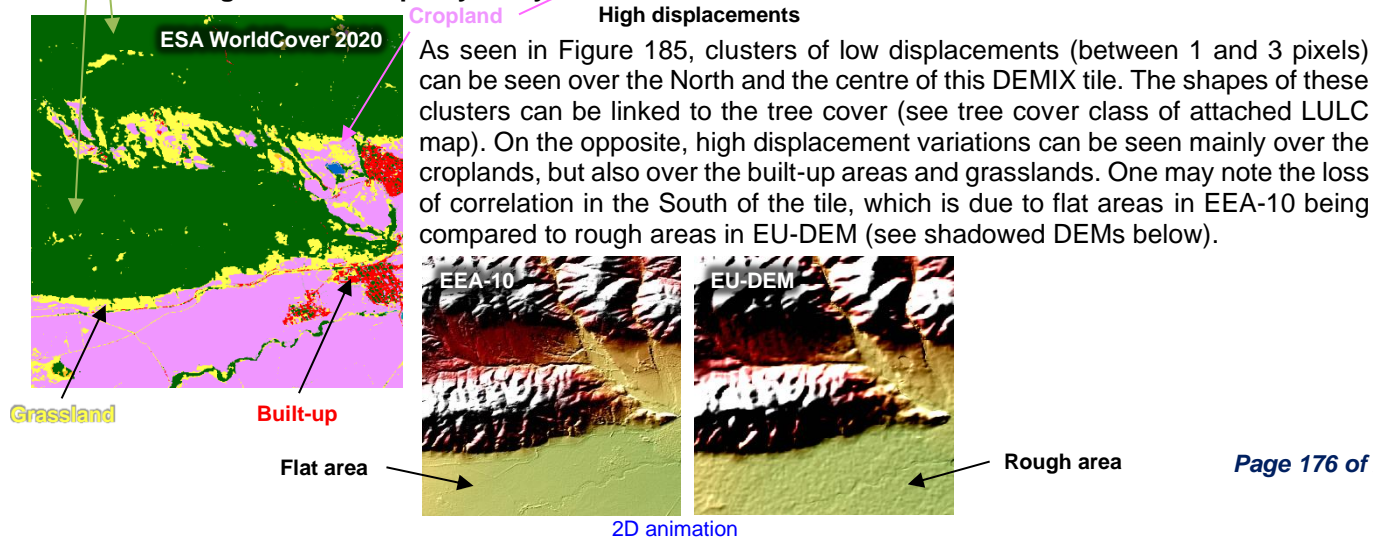 Cropland
High displacements
ESA WorldCover 2020
As seen in Figure 185, clusters of low displacements (between 1 and 3 pixels)
can be seen over the North and the centre of this DEMIX tile. The shapes of these
clusters can be linked to the tree cover (see tree cover class of attached LULC
map). On the opposite, high displacement variations can be seen mainly over the
croplands, but also over the built-up areas and grasslands. One may note the loss
of correlation in the South of the tile, which is due to flat areas in EEA-10 being
compared to rough areas in EU-DEM (see shadowed DEMs below).
EEA-10
EU-DEM
Grassland
Built-up
Flat area
Rough area
Page 176 of
2D animation